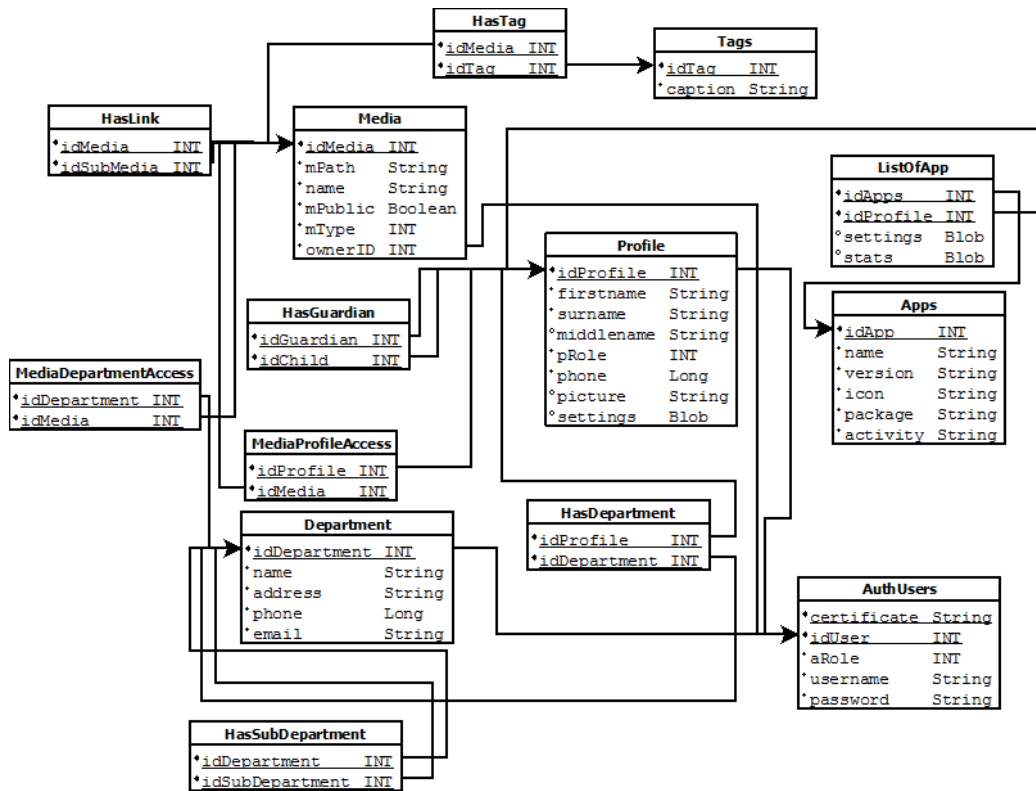 HasTag
idMedia INT
idTag INT
Tags
idTag INT
caption String
HasLink
idMedia INT
idSubMedia INT
Media
idMedia INT
mPath String
name String
mPublic Boolean
mType INT
ownerID INT
ListOfApp
idApps INT
idProfile INT
settings Blob
stats Blob
Profile
idProfile INT
firstname String
surname String
middlename String
pRole INT
phone Long
picture String
settings Blob
HasGuardian
idGuardian INT
idChild INT
Apps
idApp INT
name String
version String
icon String
package String
activity String
MediaDepartmentAccess
idDepartment INT
idMedia INT
MediaProfileAccess
idProfile INT
idMedia INT
Department
idDepartment INT
name String
address String
phone Long
email String
HasDepartment
idProfile INT
idDepartment INT
AuthUsers
certificate String
idUser INT
aRole INT
username String
password String
HasSubDepartment
idDepartment INT
idSubDepartment INT